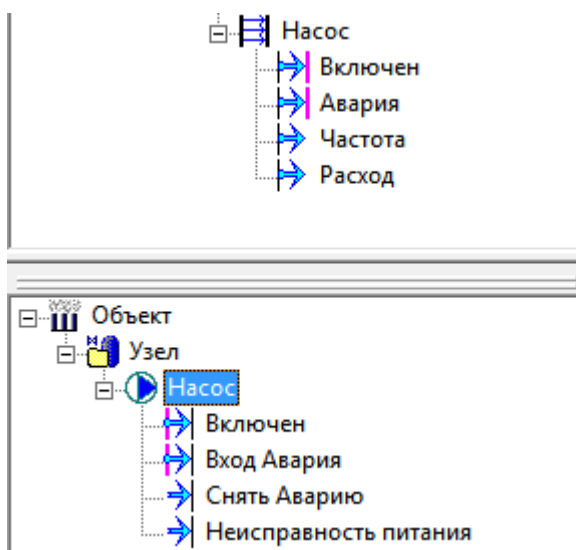 Насос
Включен
Авария
Частота
Расход
Объект
Узел
Насос
Включен
Вход Авария
Снять Аварию
Неисправность питания